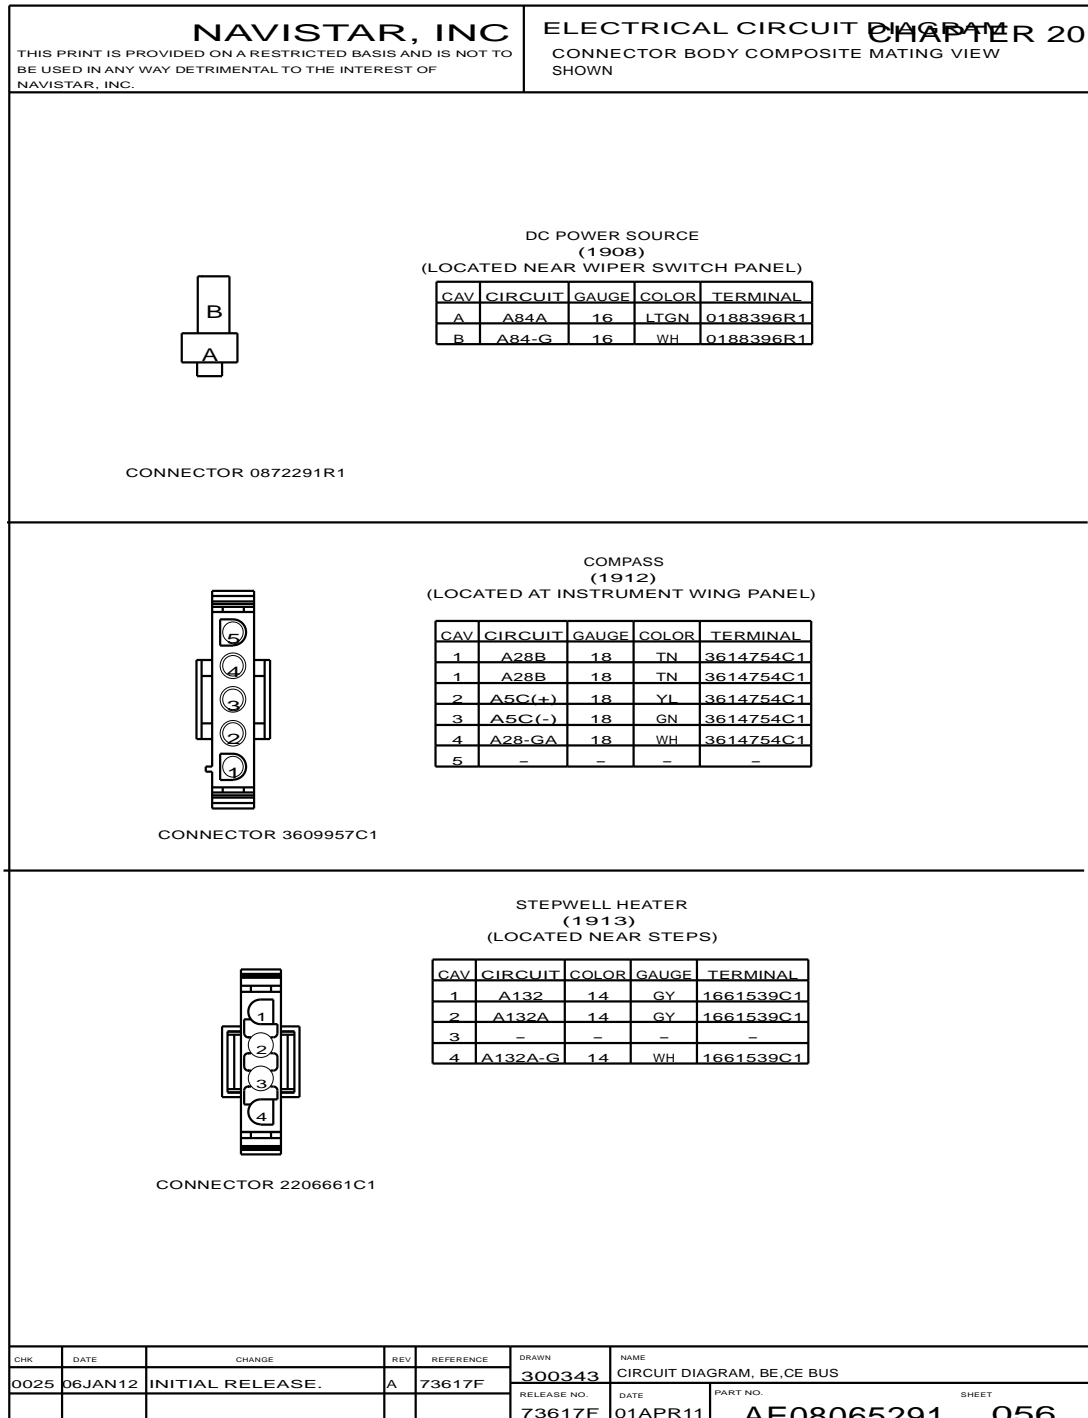 NAVISTAR, INC
THIS PRINT IS PROVIDED ON A RESTRICTED BASIS AND IS NOT TO
BE USED IN ANY WAY DETRIMENTAL TO THE INTEREST OF
NAVISTAR, INC.
ELECTRICAL CIRCUIT DIAGRAM
CHAPTER 20
CONNECTOR BODY COMPOSITE MATING VIEW
SHOWN
DC POWER SOURCE
(1908)
(LOCATED NEAR WIPER SWITCH PANEL)
CAV CIRCUIT GAUGE COLOR TERMINAL
A A84A 16 LTGN 0188396R1
B A84-G 16 WH 0188396R1
B
A
CONNECTOR 0872291R1
COMPASS
(1912)
(LOCATED AT INSTRUMENT WING PANEL)
CAV CIRCUIT GAUGE COLOR TERMINAL
1 A28B 18 TN 3614754C1
1 A28B 18 TN 3614754C1
2 A5C(+) 18 YL 3614754C1
3 A5C(-) 18 GN 3614754C1
4 A28-GA 18 WH 3614754C1
5 – – – –
5
4
3
2
1
CONNECTOR 3609957C1
STEPWELL HEATER
(1913)
(LOCATED NEAR STEPS)
CAV CIRCUIT COLOR GAUGE TERMINAL
1 A132 14 GY 1661539C1
2 A132A 14 GY 1661539C1
3 – – – –
4 A132A-G 14 WH 1661539C1
1
2
3
4
CONNECTOR 2206661C1
CHK DATE CHANGE REV REFERENCE
0025 06JAN12 INITIAL RELEASE. A 73617F
DRAWN
300343
NAME
CIRCUIT DIAGRAM, BE,CE BUS
RELEASE NO.
73617F
DATE
01APR11
PART NO.
AE08065291
SHEET
056